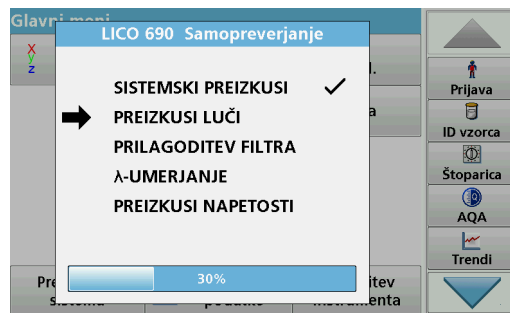 Glavni meni
LICO 690 Samopreverjanje
x
y
z
SISTEMSKI PREIZKUSI
PREIZKUSI LUČI
PRILAGODITEV FILTRA
λ-UMERJANJE
PREIZKUSI NAPETOSTI
30%
Prijava
ID vzorca
Štoparica
AQA
Trendi